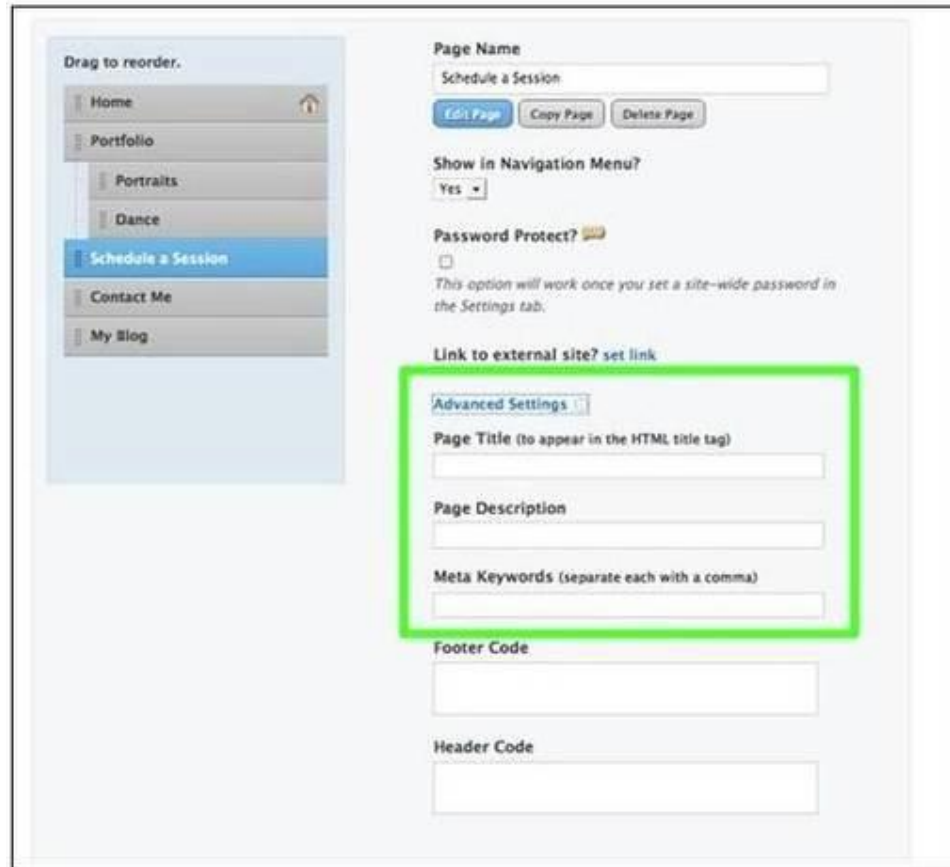 Drag to reorder.
Home
Portfolio
Portraits
Dance
Schedule a Session
Contact Me
My Blog
Page Name
Schedule a Session
Edit Page Copy Page Delete Page
Show in Navigation Menu?
Yes
Password Protect?
This option will work once you set a site-wide password in
the Settings tab.
Link to external site? set link
Advanced Settings
Page Title (to appear in the HTML title tag)
Page Description
Meta Keywords (separate each with a comma)
Footer Code
Header Code